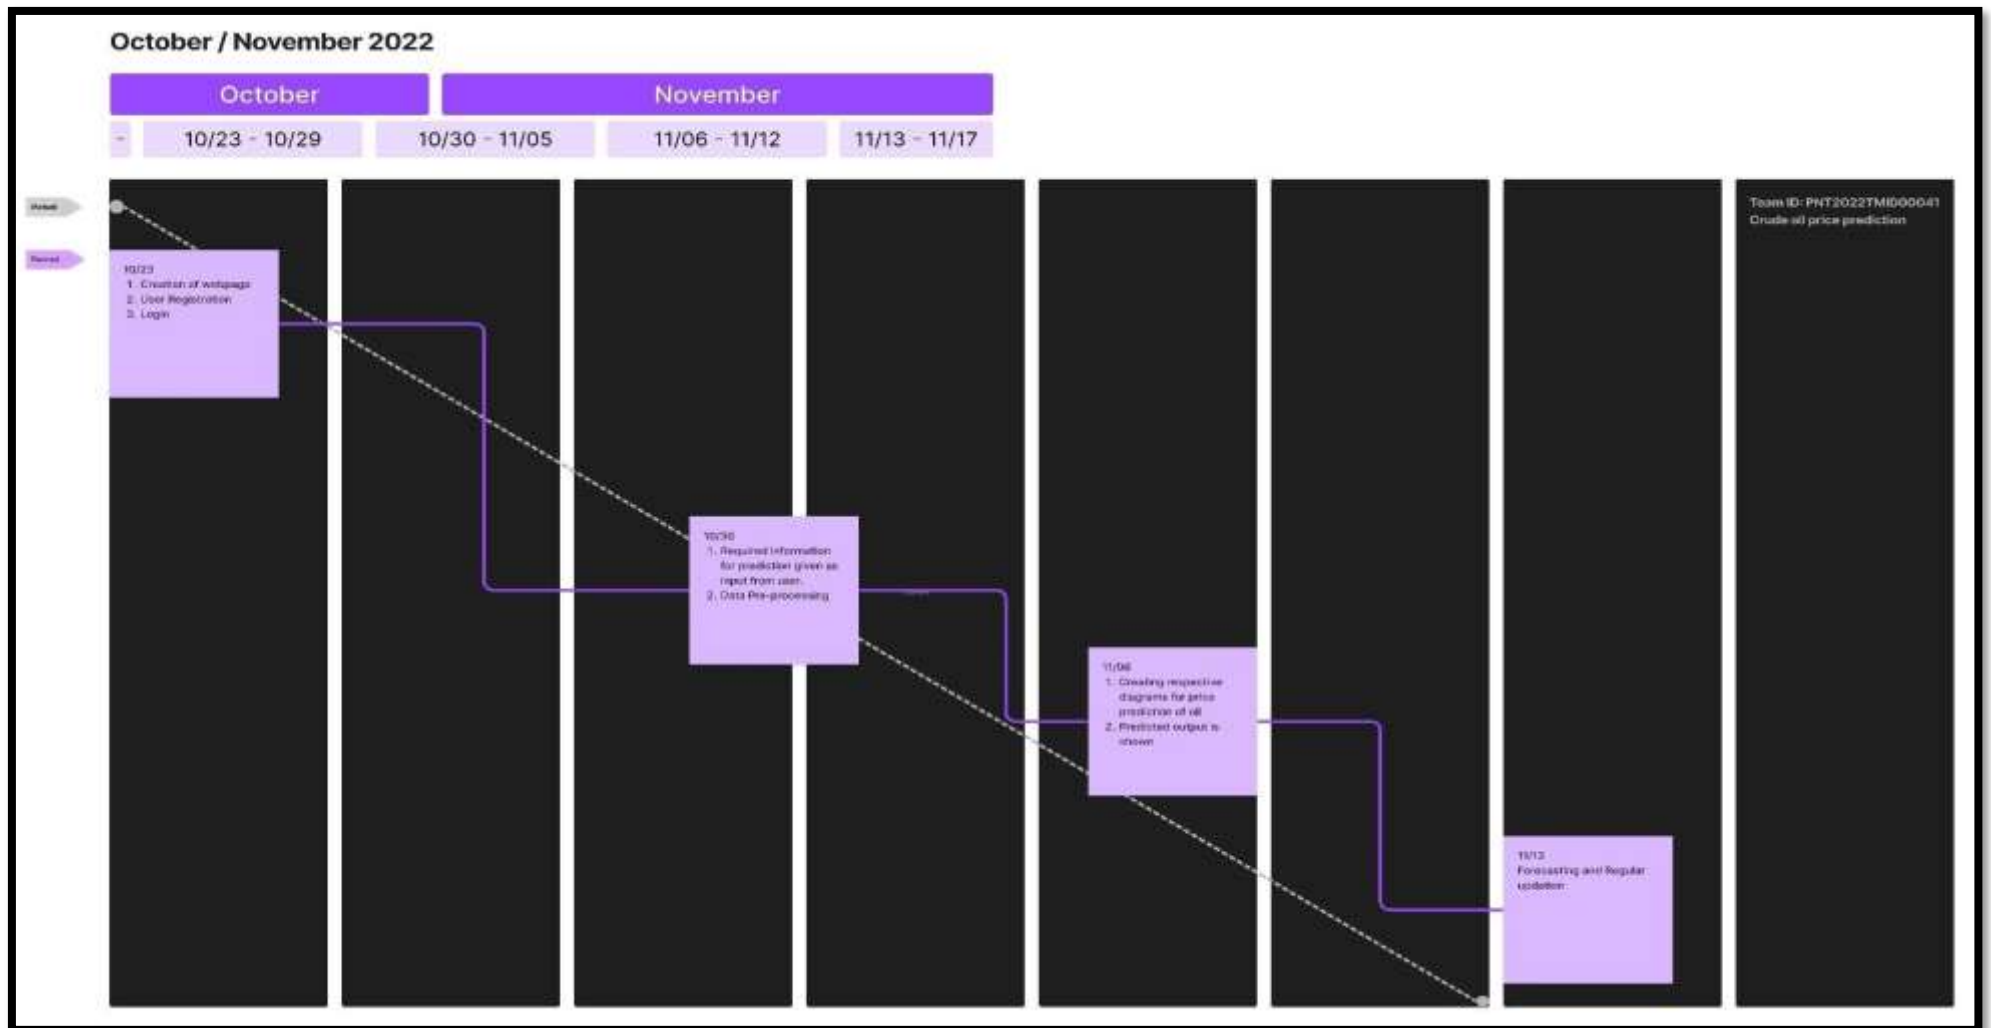 October / November 2022
October
November
-
10/23 - 10/29
10/30 - 11/05
11/06 - 11/12
11/13 - 11/17
Team ID: PNT2022TMID00041
Crude oil price prediction
10/23
1. Creation of webpage
2. User Registration
3. Login
10/30
1. Required information
for prediction given as
input from user.
2. Data Pre-processing
11/06
1. Creating respective
diagrams for price
prediction of oil
2. Predicted output is
shown
11/13
Forecasting and Regular
updation